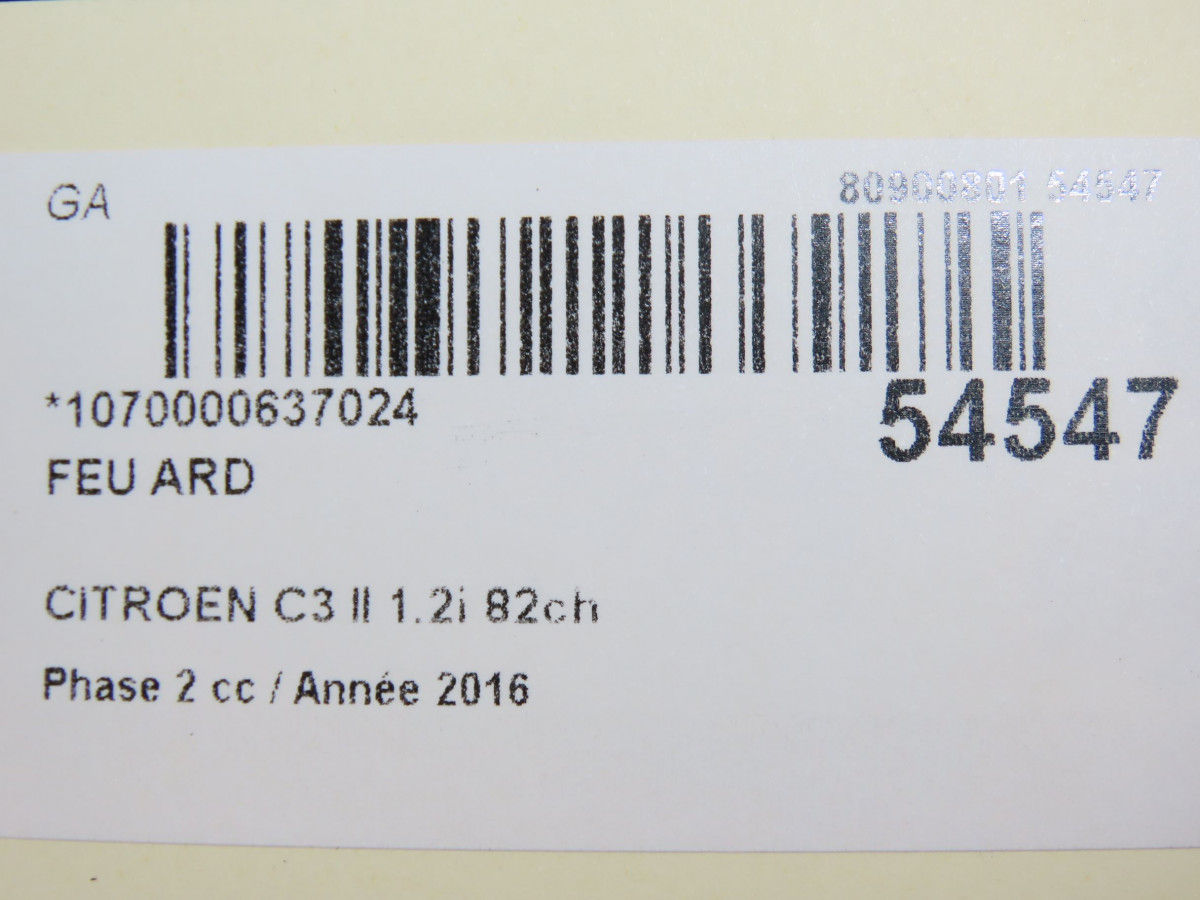 GA
80900801 54547
*1070000637024
54547
FEU ARD
CiTROEN C3 II 1.2i 82ch
Phase 2 cc / Année 2016